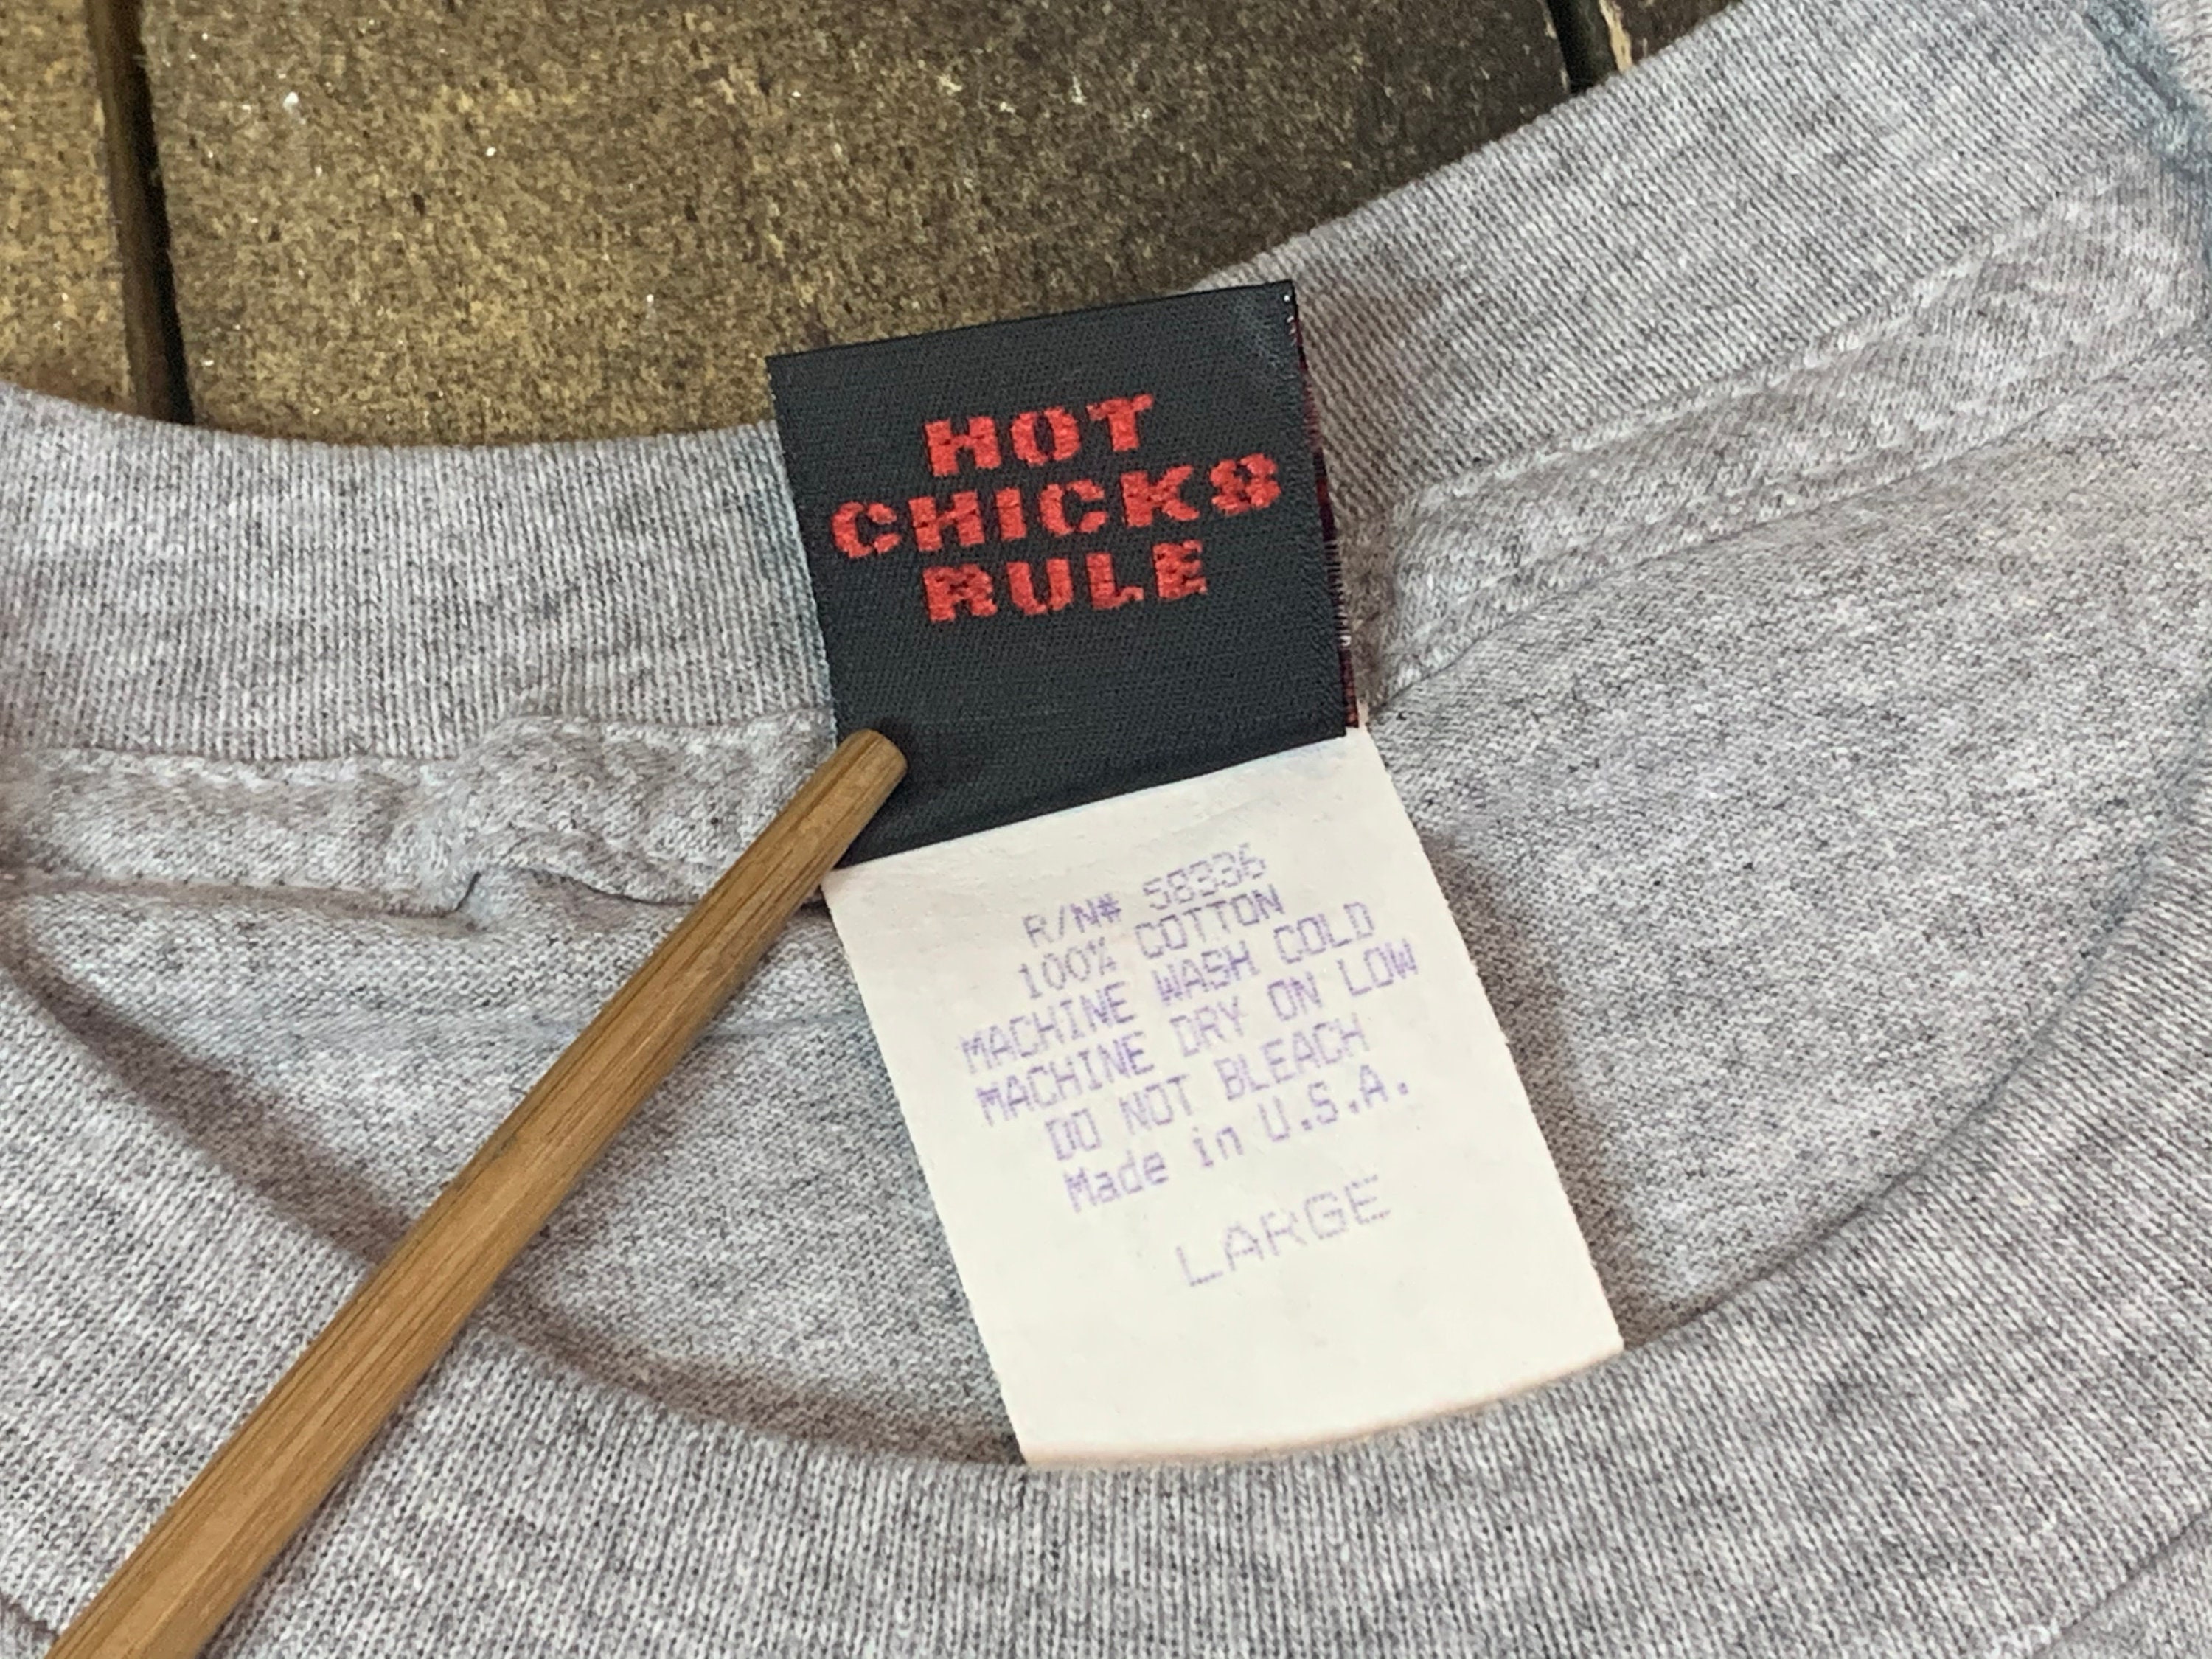 HOT
CHICKS
RULE
R/N# 58336
100% COTTON
MACHINE WASH COLD
MACHINE DRY ON LOW
DO NOT BLEACH
Made in U.S.A.
LARGE